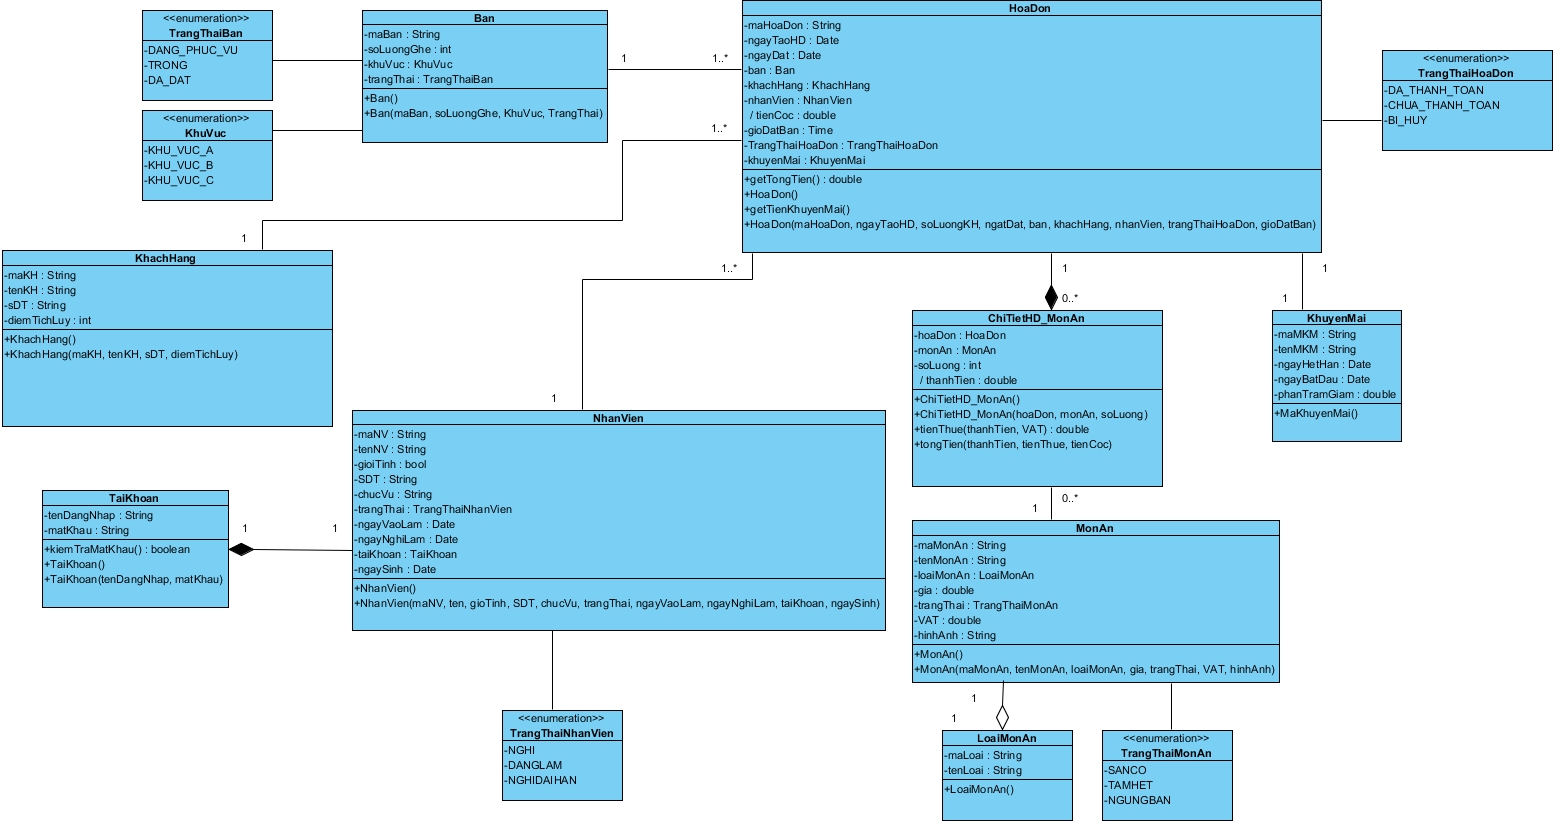 <<enumeration>>
TrangThaiBan
-DANG_PHUC_VU
-TRONG
-DA_DAT
<<enumeration>>
KhuVuc
-KHU_VUC_A
-KHU_VUC_B
-KHU_VUC_C
Ban
-maBan : String
-soLuongGhe : int
-khuVuc : KhuVuc
-trangThai : TrangThaiBan
+Ban()
+Ban(maBan, soLuongGhe, KhuVuc, TrangThai)
1
1..*
HoaDon
-maHoaDon : String
-ngayTaoHD : Date
-ngayDat : Date
-ban : Ban
-khachHang : KhachHang
-nhanVien : NhanVien
/ tienCoc : double
-gioDatBan : Time
-TrangThaiHoaDon : TrangThaiHoaDon
-khuyenMai : KhuyenMai
+getTongTien() : double
+HoaDon()
+getTienKhuyenMai()
+HoaDon(maHoaDon, ngayTaoHD, soLuongKH, ngatDat, ban, khachHang, nhanVien, trangThaiHoaDon, gioDatBan)
<<enumeration>>
TrangThaiHoaDon
-DA_THANH_TOAN
-CHUA_THANH_TOAN
-BI_HUY
1..*
1
KhachHang
-maKH : String
-tenKH : String
-sDT : String
-diemTichLuy : int
+KhachHang()
+KhachHang(maKH, tenKH, sDT, diemTichLuy)
1..*
1
1
0..*
1
1
ChiTietHD_MonAn
-hoaDon : HoaDon
-monAn : MonAn
-soLuong : int
/ thanhTien : double
+ChiTietHD_MonAn()
+ChiTietHD_MonAn(hoaDon, monAn, soLuong)
+tienThue(thanhTien, VAT) : double
+tongTien(thanhTien, tienThue, tienCoc)
KhuyenMai
-maMKM : String
-tenMKM : String
-ngayHetHan : Date
-ngayBatDau : Date
-phanTramGiam : double
+MaKhuyenMai()
NhanVien
-maNV : String
-tenNV : String
-gioiTinh : bool
-SDT : String
-chucVu : String
-trangThai : TrangThaiNhanVien
-ngayVaoLam : Date
-ngayNghiLam : Date
-taiKhoan : TaiKhoan
-ngaySinh : Date
+NhanVien()
+NhanVien(maNV, ten, gioTinh, SDT, chucVu, trangThai, ngayVaoLam, ngayNghiLam, taiKhoan, ngaySinh)
TaiKhoan
-tenDangNhap : String
-matKhau : String
+kiemTraMatKhau() : boolean
+TaiKhoan()
+TaiKhoan(tenDangNhap, matKhau)
1
1
0..*
1
MonAn
-maMonAn : String
-tenMonAn : String
-loaiMonAn : LoaiMonAn
-gia : double
-trangThai : TrangThaiMonAn
-VAT : double
-hinhAnh : String
+MonAn()
+MonAn(maMonAn, tenMonAn, loaiMonAn, gia, trangThai, VAT, hinhAnh)
1
1
<<enumeration>>
TrangThaiNhanVien
-NGHI
-DANGLAM
-NGHIDAIHAN
LoaiMonAn
-maLoai : String
-tenLoai : String
+LoaiMonAn()
<<enumeration>>
TrangThaiMonAn
-SANCO
-TAMHET
-NGUNGBAN